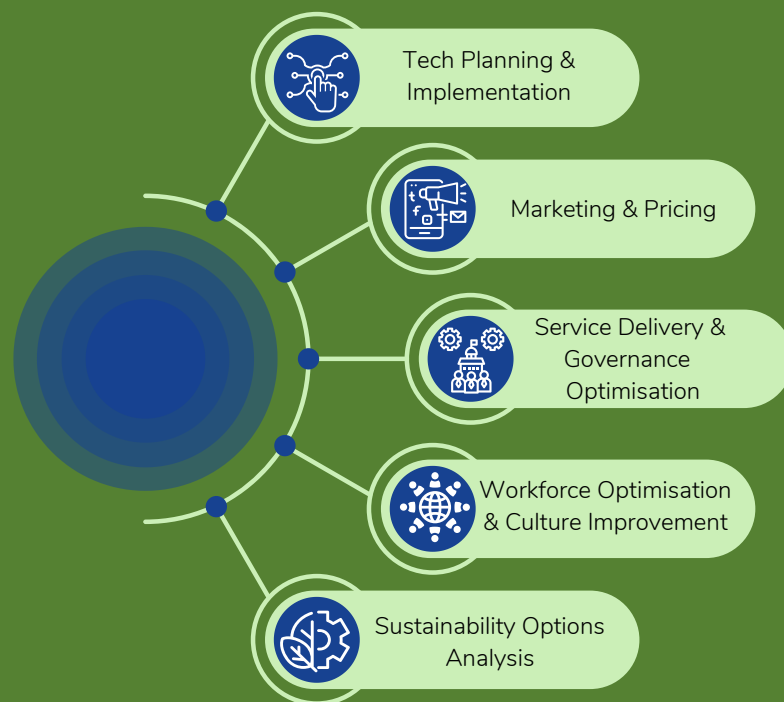 Tech Planning &
Implementation
Marketing & Pricing
Service Delivery &
Governance
Optimisation
Workforce Optimisation
& Culture Improvement
Sustainability Options
Analysis